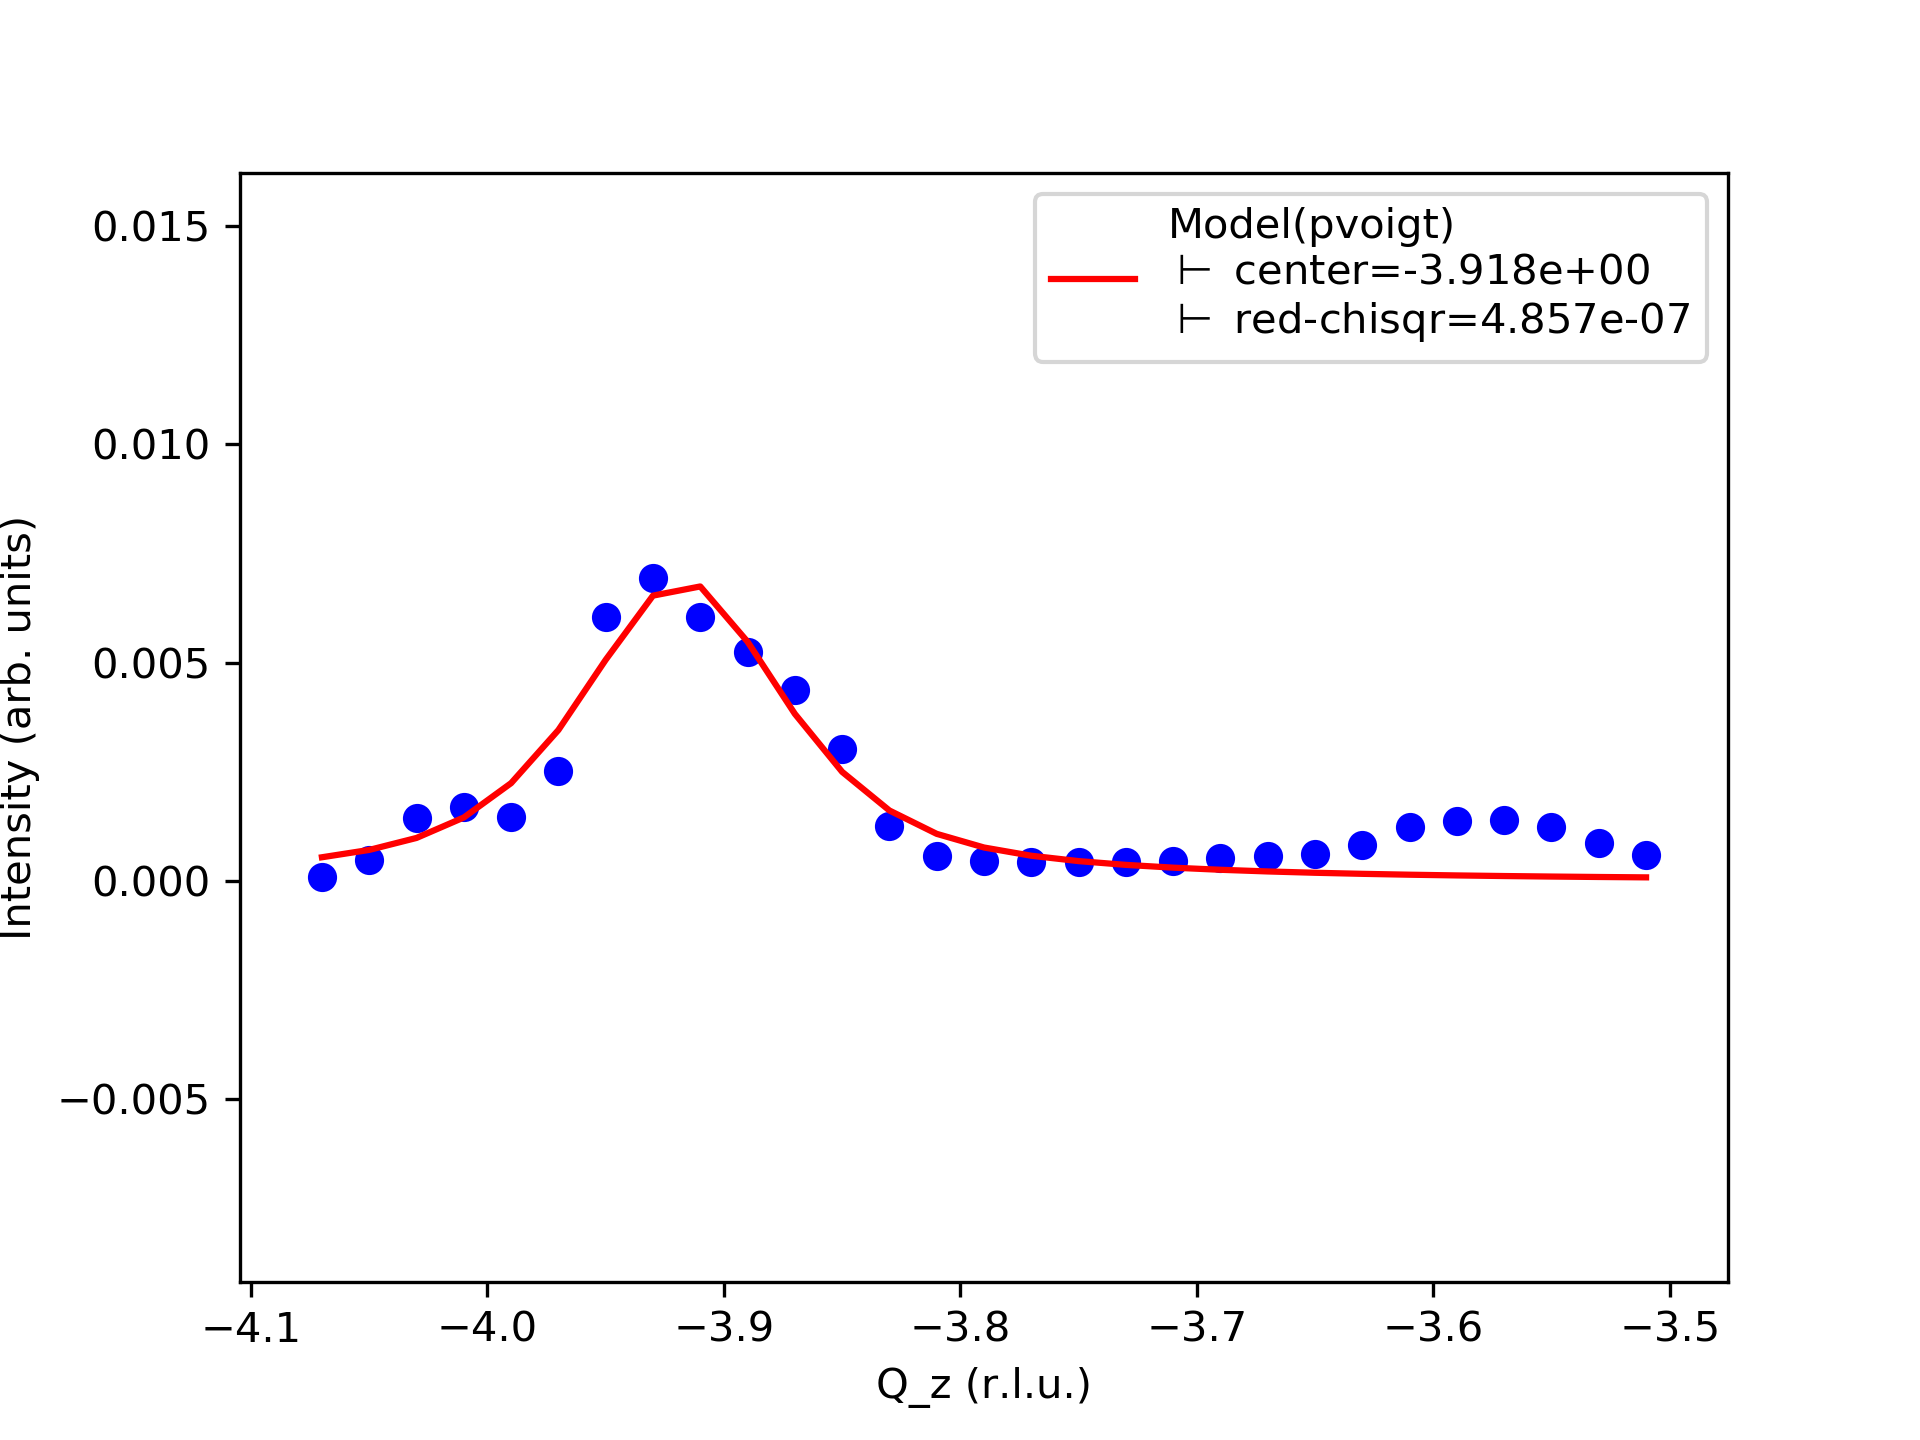 Model(pvoigt)
⊢ center=-3.918e+00
⊢ red-chisqr=4.857e-07
0.015
0.010
0.005
0.000
−0.005
Intensity (arb. units)
−4.1 −4.0 −3.9 −3.8 −3.7 −3.6 −3.5
Q_z (r.l.u.)